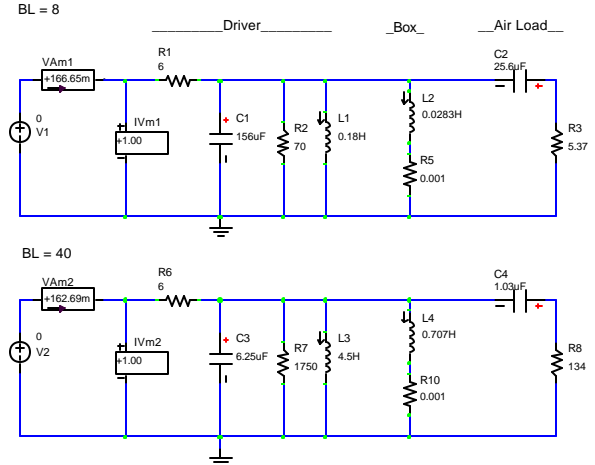 BL = 8
_________Driver_________ _Box_ __Air Load__
VAm1
+166.65m
R1
6
C2
25.6uF
0
V1
IVm1
+1.00
C1
156uF
R2
70
L1
0.18H
L2
0.0283H
R5
0.001
R3
5.37
BL = 40
VAm2
+162.69m
R6
6
C4
1.03uF
0
V2
IVm2
+1.00
C3
6.25uF
R7
1750
L3
4.5H
L4
0.707H
R10
0.001
R8
134